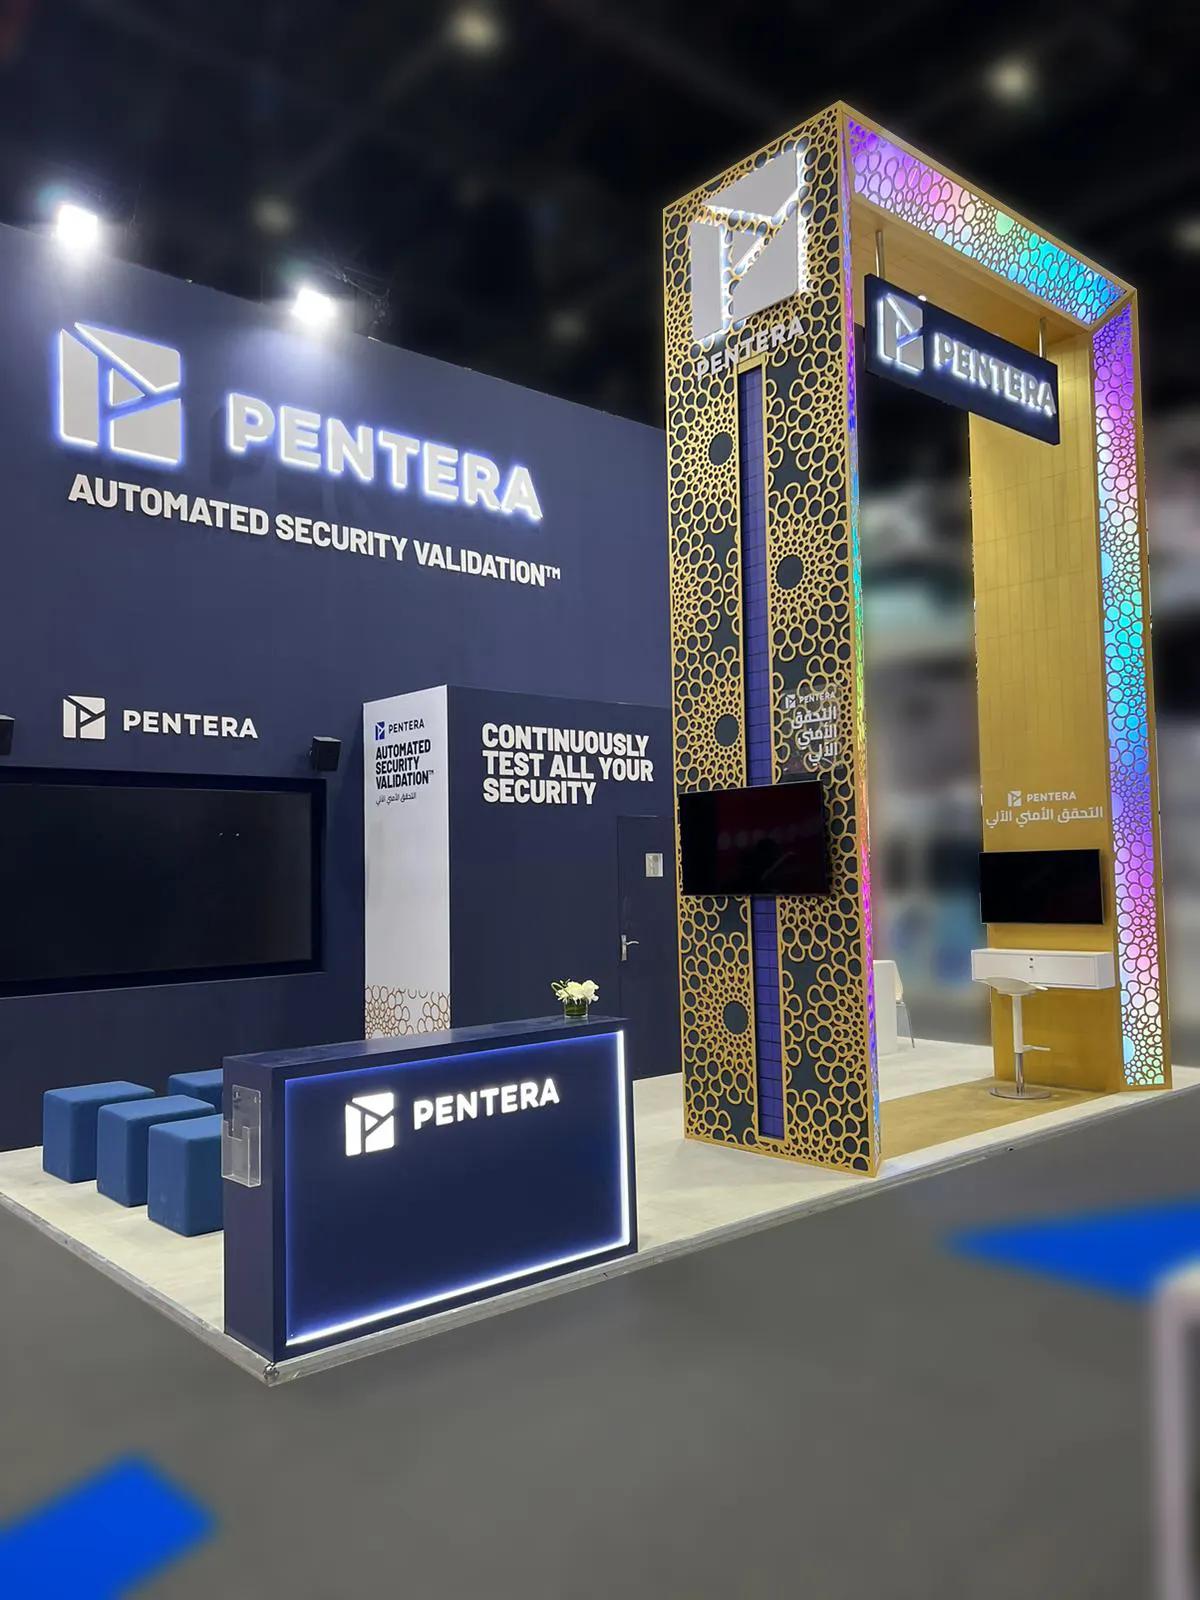 PENTERA
AUTOMATED SECURITY VALIDATION™
PENTERA
PENTERA
AUTOMATED
SECURITY
VALIDATION™
التحقق الأمني الآلي
CONTINUOUSLY
TEST ALL YOUR
SECURITY
PENTERA
PENTERA
PENTERA
PENTERA
التحقق
الأمني
الآلي
PENTERA
التحقق الأمني الآلي